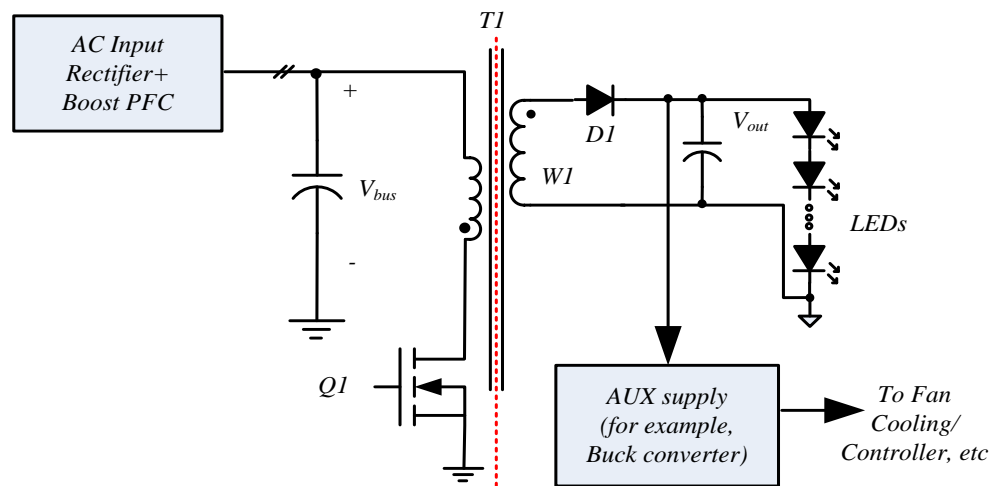 T1
AC Input
Rectifier+
Boost PFC
+
V_bus
-
D1
V_out
W1
LEDs
Q1
AUX supply
(for example,
Buck converter)
To Fan
Cooling/
Controller, etc